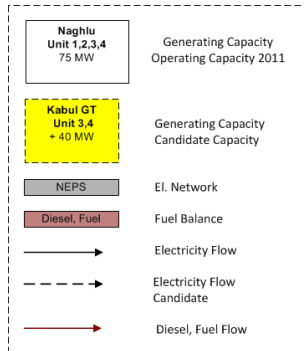 Naghlu
Unit 1,2,3,4
75 MW
Generating Capacity
Operating Capacity 2011
Kabul GT
Unit 3,4
+ 40 MW
Generating Capacity
Candidate Capacity
NEPS
El. Network
Diesel, Fuel
Fuel Balance
Electricity Flow
Electricity Flow
Candidate
Diesel, Fuel Flow